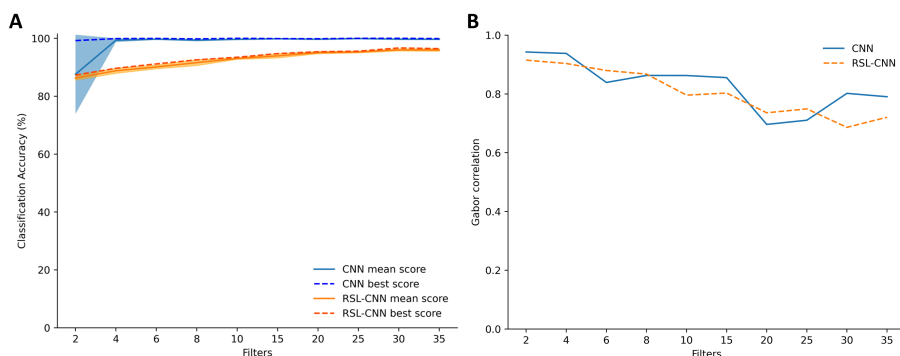 A
Classification Accuracy (%)
100
80
60
40
20
0
2 4 6 8 10 15 20 25 30 35
Filters
CNN mean score
CNN best score
RSL-CNN mean score
RSL-CNN best score
B
Gabor correlation
1.0
0.8
0.6
0.4
0.2
0.0
2 4 6 8 10 15 20 25 30 35
Filters
CNN
RSL-CNN